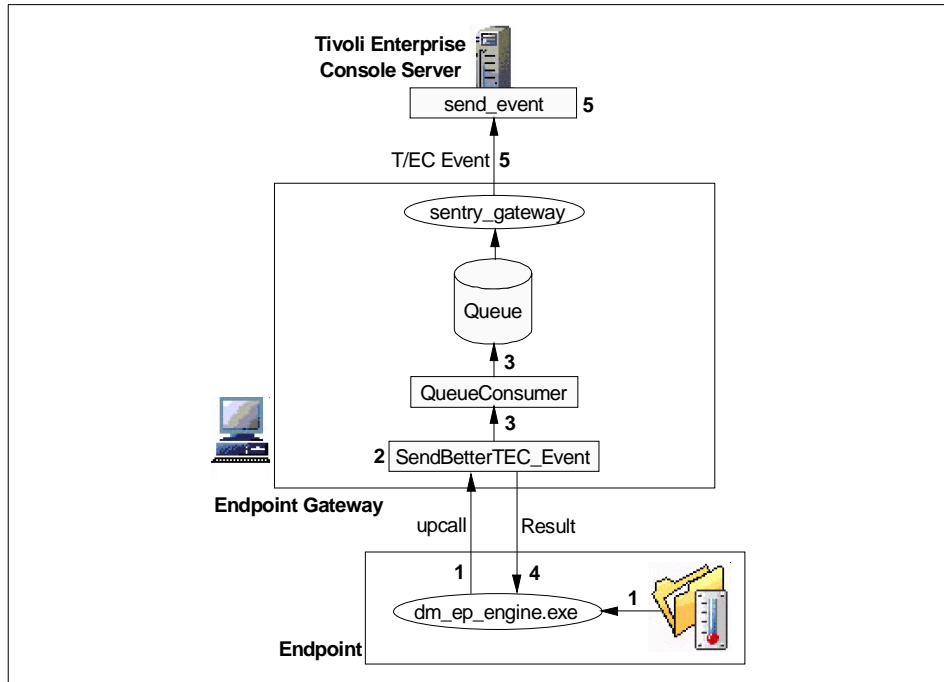 Tivoli Enterprise
Console Server
send_event 5
T/EC Event 5
sentry_gateway
Queue
3
QueueConsumer
3
2 SendBetterTEC_Event
Endpoint Gateway
upcall Result
1 4
1
dm_ep_engine.exe
Endpoint